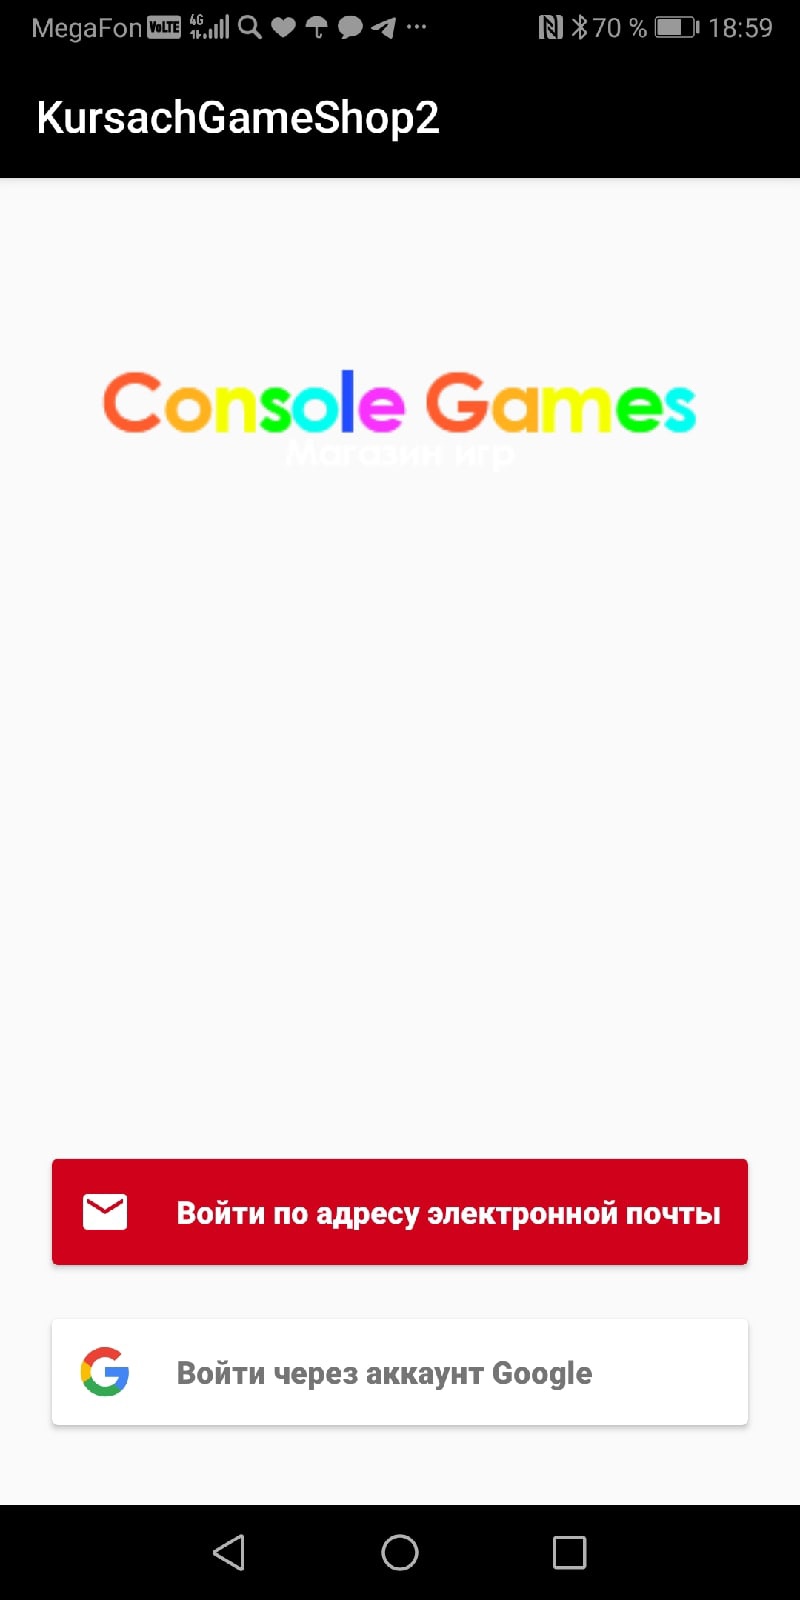 MegaFon VoLTE 4G 70 % 18:59
KursachGameShop2
Console Games
Магазин игр
Войти по адресу электронной почты
Войти через аккаунт Google